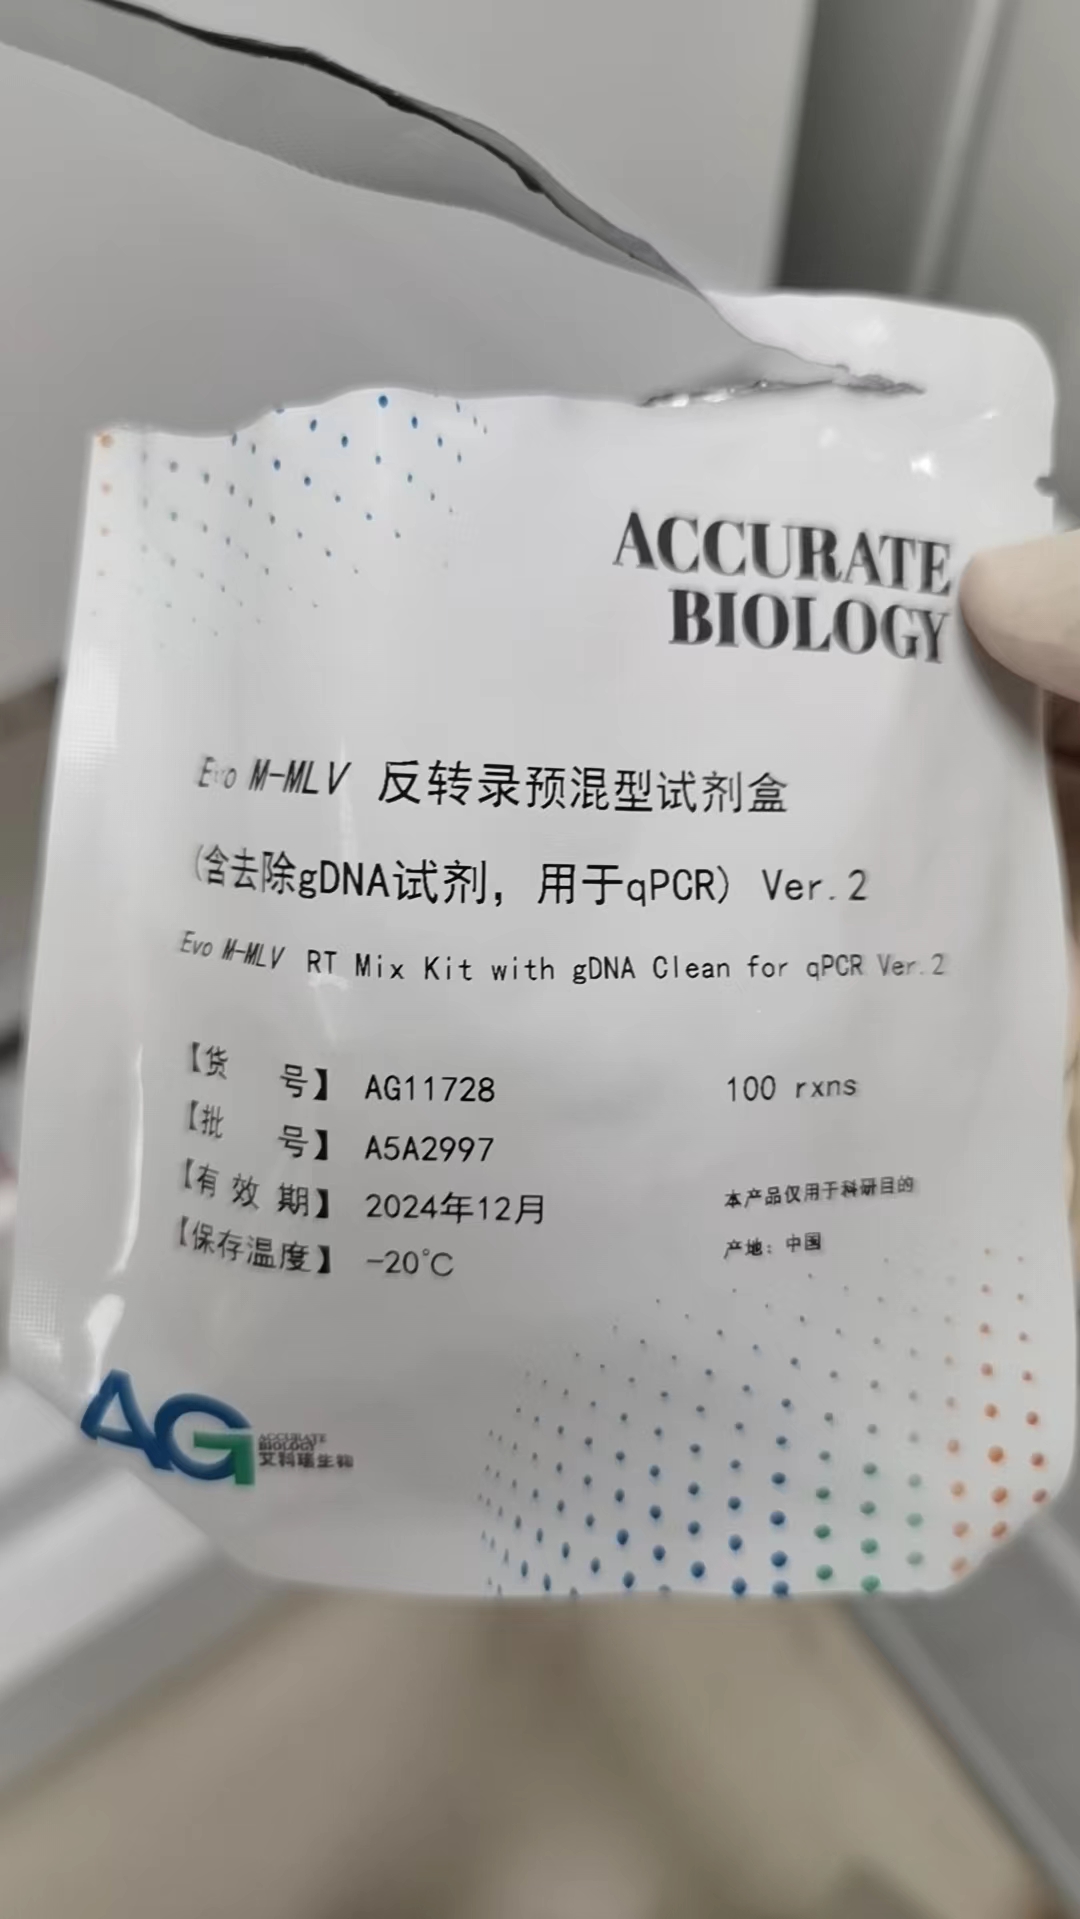 ACCURATE
BIOLOGY
Evo M-MLV 反转录预混型试剂盒
(含去除gDNA试剂，用于qPCR) Ver.2
Evo M-MLV RT Mix Kit with gDNA Clean for qPCR Ver.2
【货 号】 AG11728 100 rxns
【批 号】 A5A2997
【有 效 期】 2024年12月 本产品仅用于科研目的
【保存温度】 -20℃ 产地：中国
AG ACCURATE
BIOLOGY
艾科瑞生物